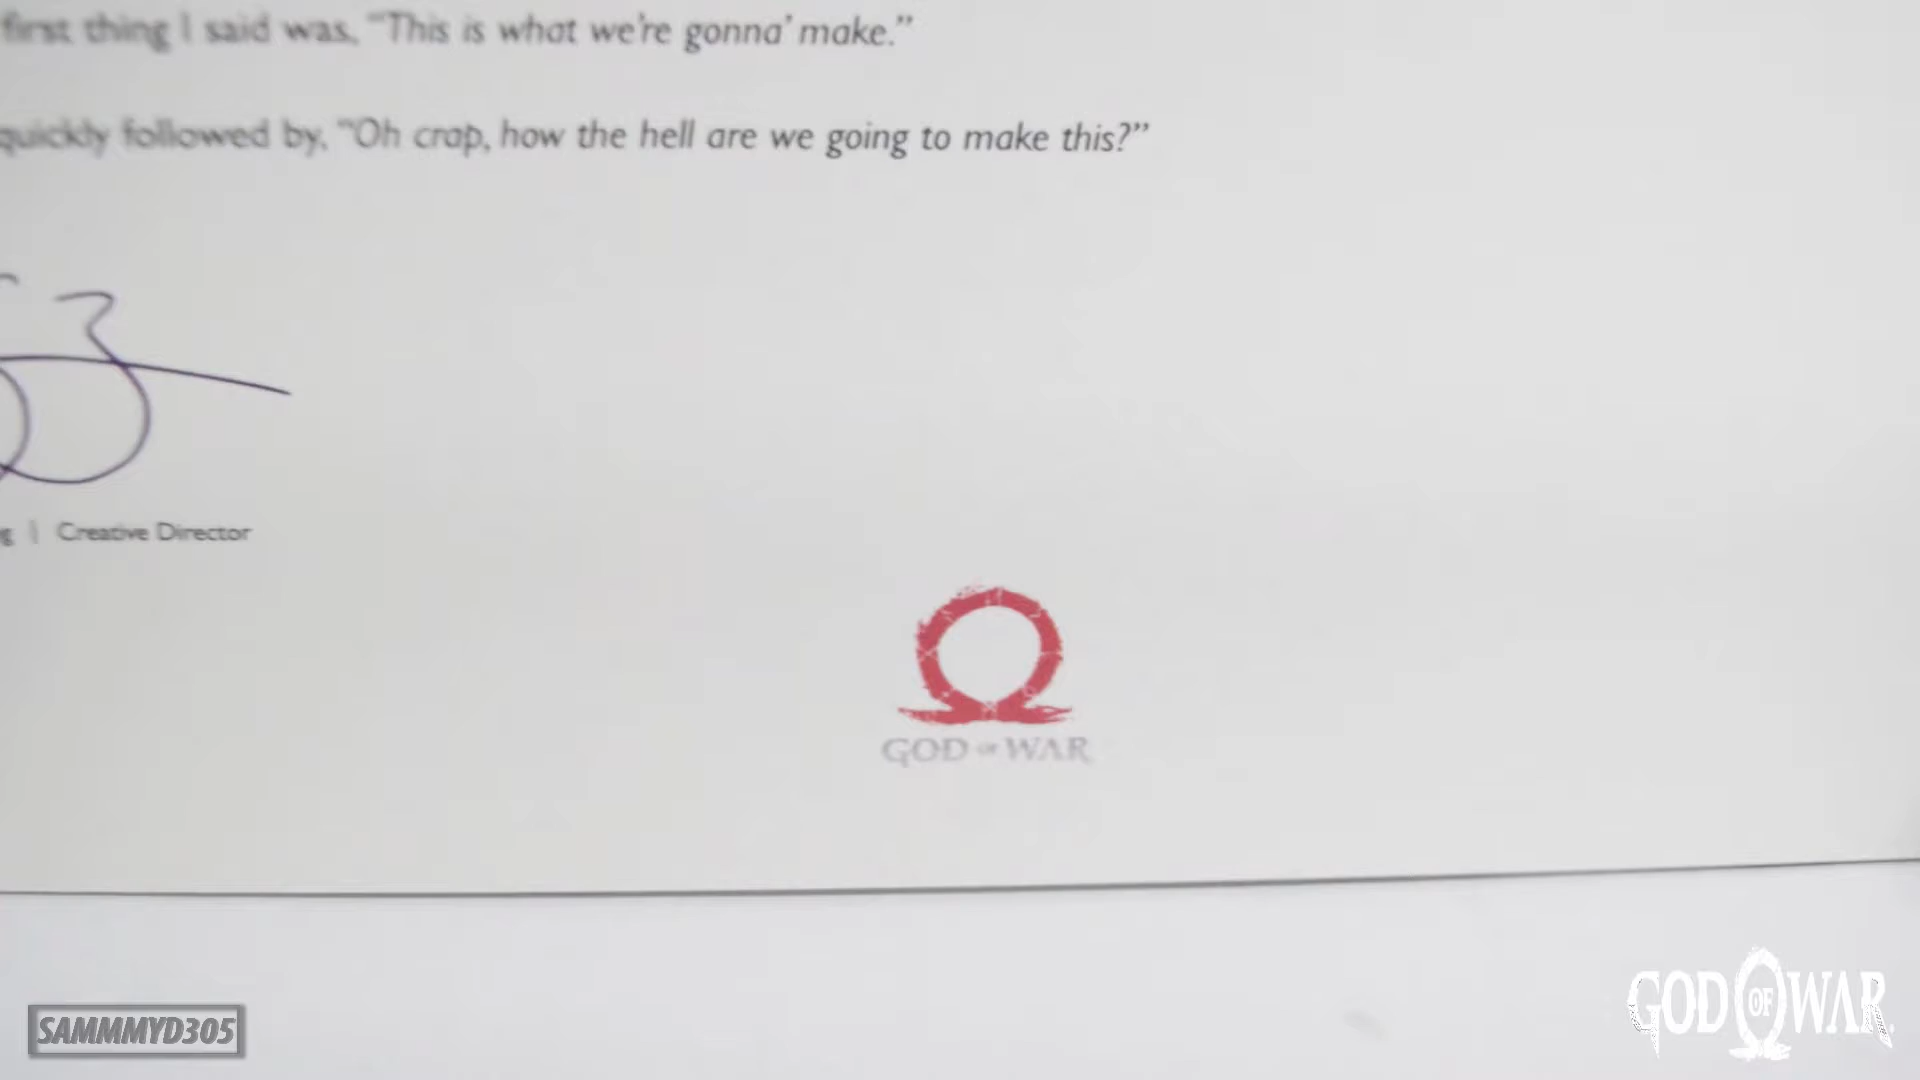 first thing I said was, “This is what we’re gonna’ make.”
quickly followed by, “Oh crap, how the hell are we going to make this?”
| Creative Director
GOD OF WAR
SAMMMYD305
GOD OF WAR